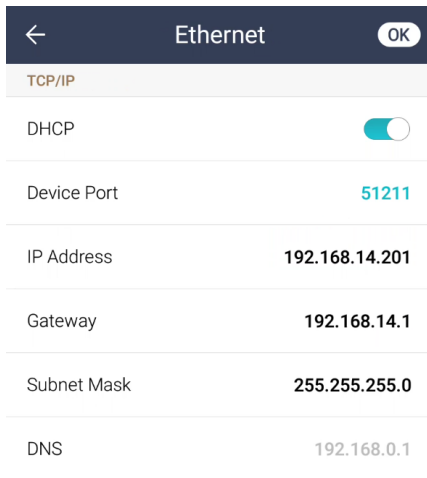 Ethernet OK
TCP/IP
DHCP
Device Port 51211
IP Address 192.168.14.201
Gateway 192.168.14.1
Subnet Mask 255.255.255.0
DNS 192.168.0.1